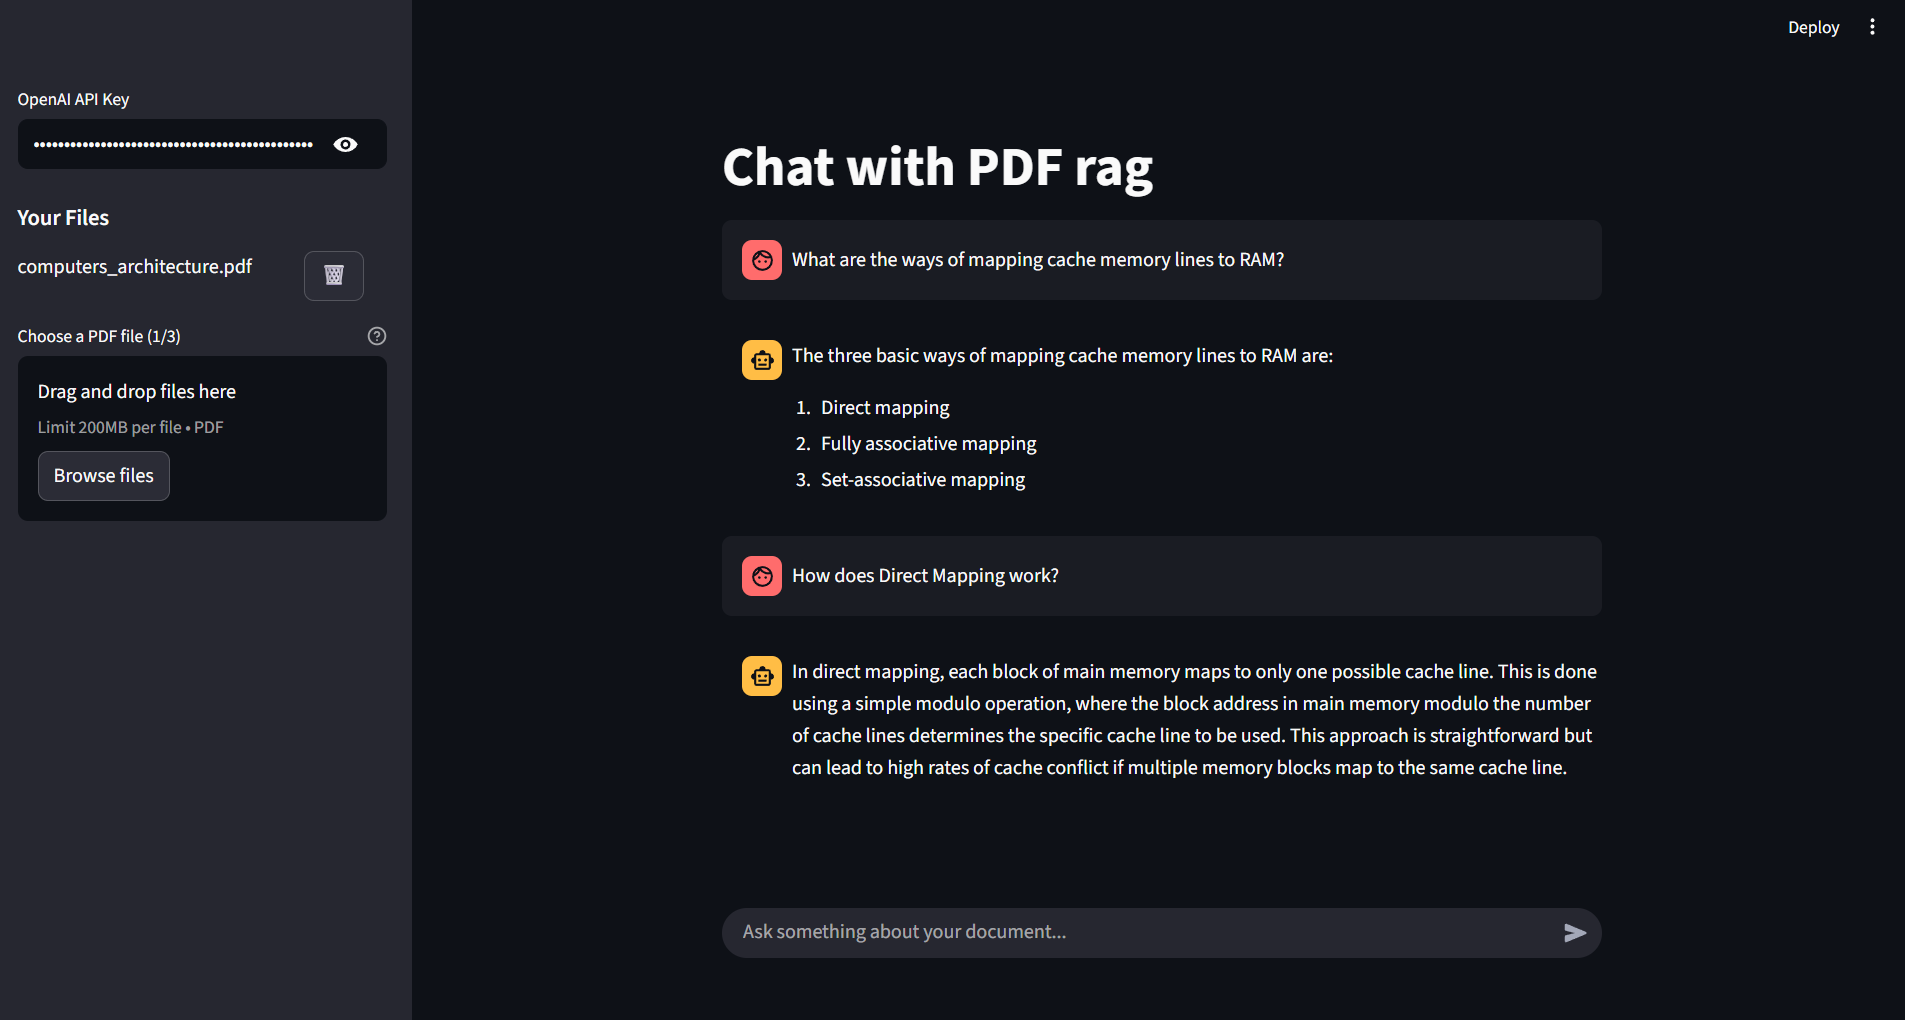 Deploy
OpenAI API Key
••••••••••••••••••••••••••••••••••••••••••••••
Your Files
computers_architecture.pdf
Choose a PDF file (1/3)
Drag and drop files here
Limit 200MB per file • PDF
Browse files
Chat with PDF rag
What are the ways of mapping cache memory lines to RAM?
The three basic ways of mapping cache memory lines to RAM are:
1. Direct mapping
2. Fully associative mapping
3. Set-associative mapping
How does Direct Mapping work?
In direct mapping, each block of main memory maps to only one possible cache line. This is done
using a simple modulo operation, where the block address in main memory modulo the number
of cache lines determines the specific cache line to be used. This approach is straightforward but
can lead to high rates of cache conflict if multiple memory blocks map to the same cache line.
Ask something about your document...